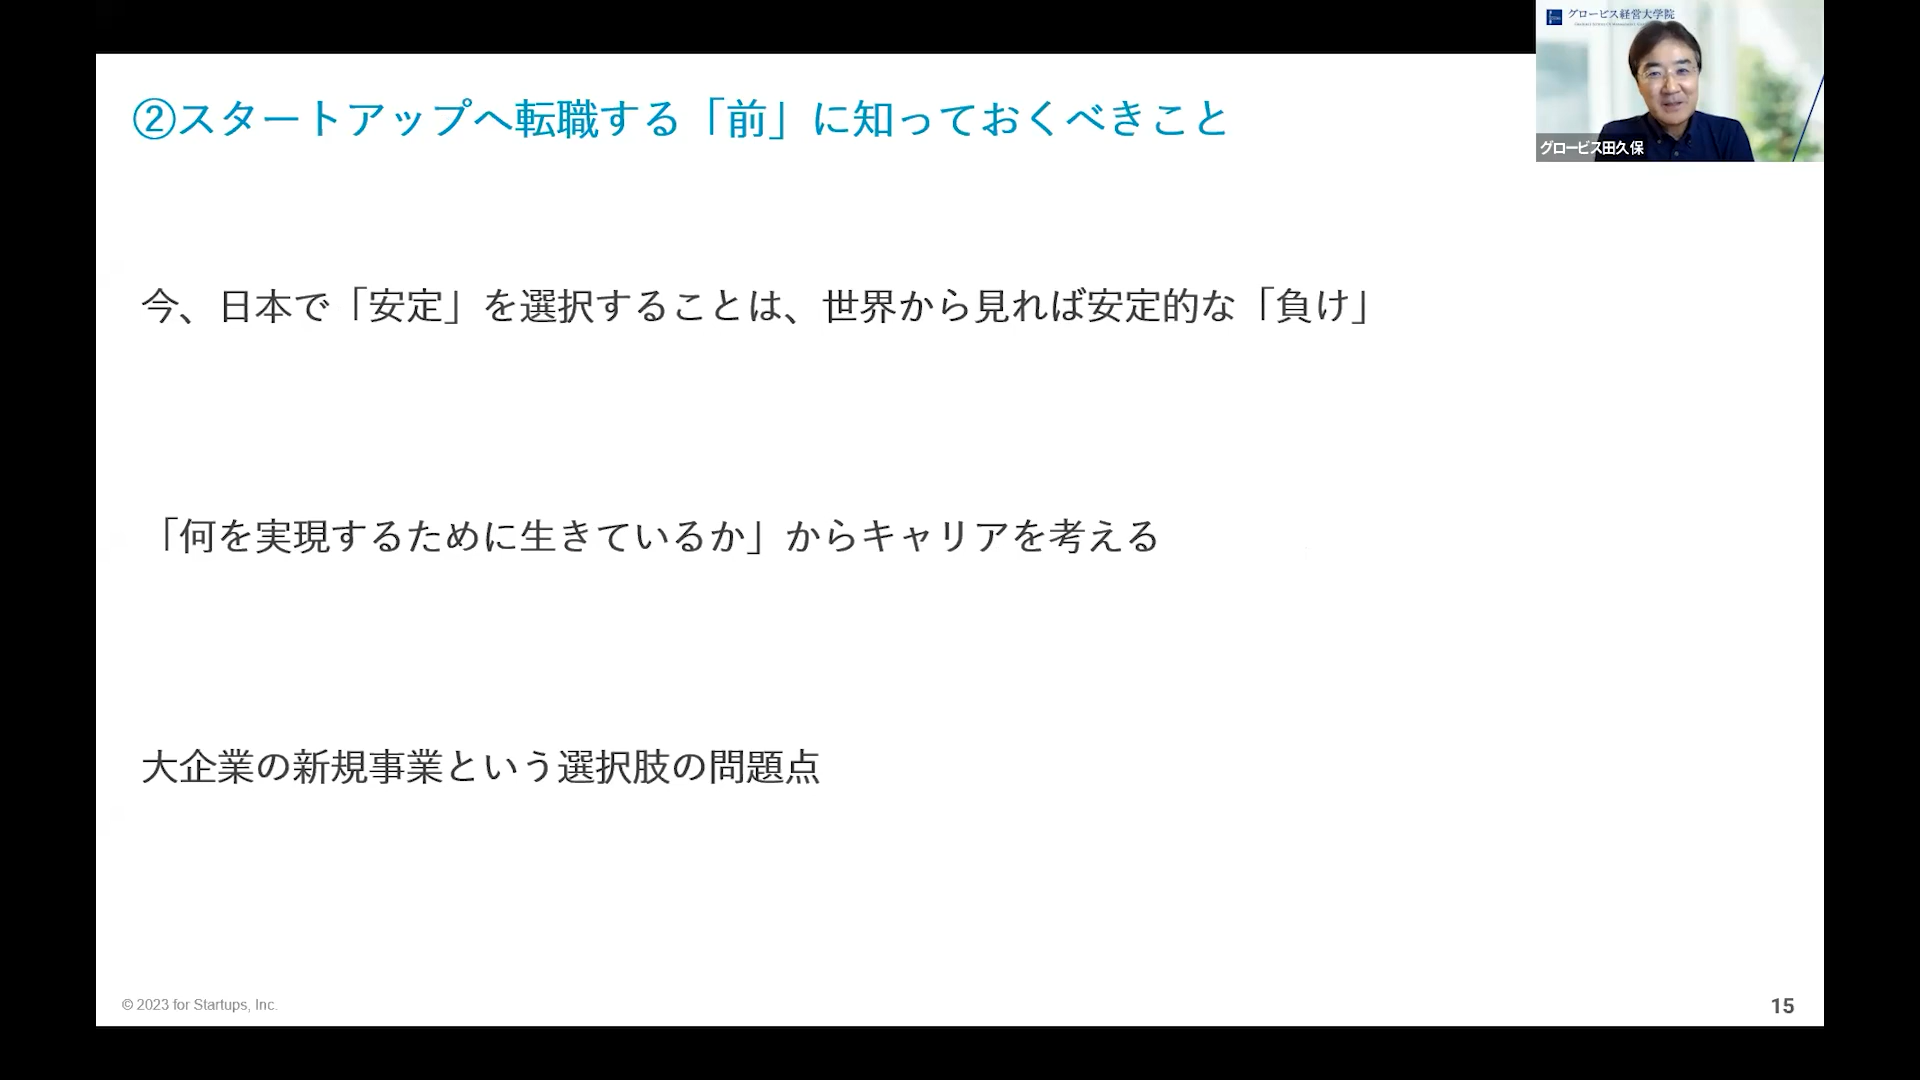 グロービス経営大学院
グロービス田久保
②スタートアップへ転職する「前」に知っておくべきこと
今、日本で「安定」を選択することは、世界から見れば安定的な「負け」
「何を実現するために生きているか」からキャリアを考える
大企業の新規事業という選択肢の問題点
© 2023 for Startups, Inc.
15